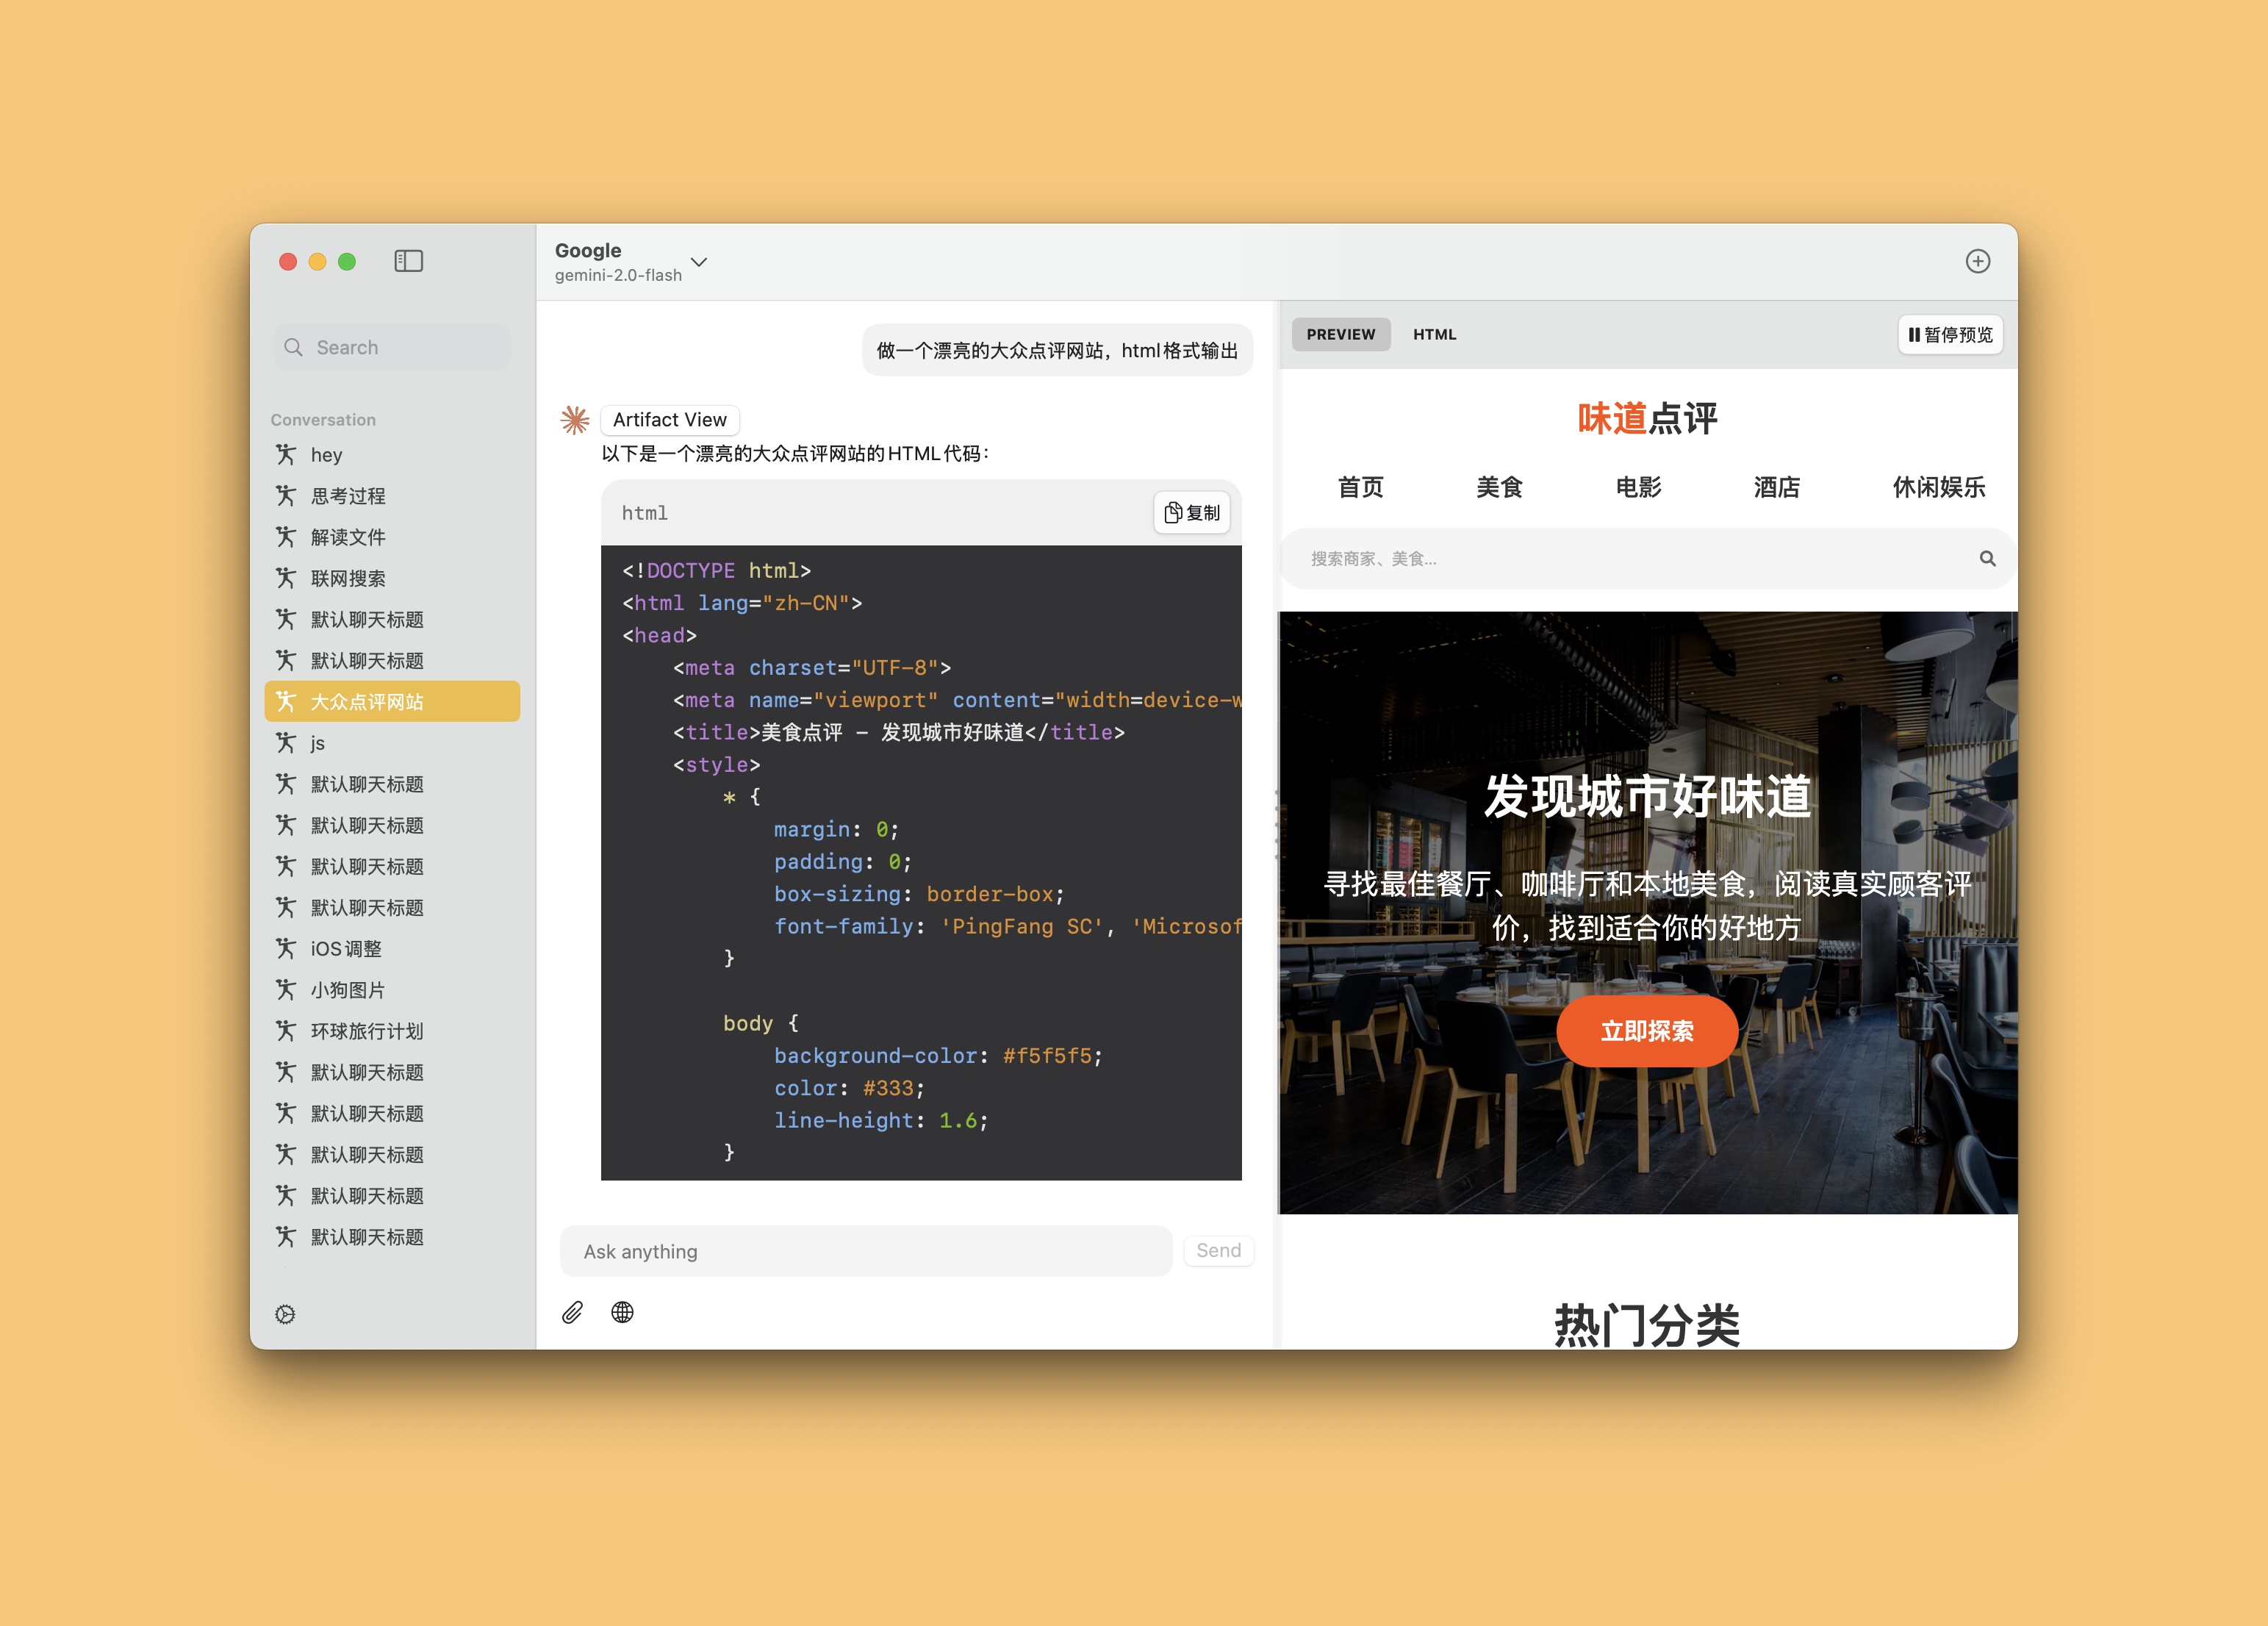 Search
Conversation
hey
思考过程
解读文件
联网搜索
默认聊天标题
默认聊天标题
大众点评网站
js
默认聊天标题
默认聊天标题
默认聊天标题
默认聊天标题
iOS调整
小狗图片
环球旅行计划
默认聊天标题
默认聊天标题
默认聊天标题
默认聊天标题
默认聊天标题
Google
gemini-2.0-flash
做一个漂亮的大众点评网站，html格式输出
Artifact View
以下是一个漂亮的大众点评网站的HTML代码：
html
复制
<!DOCTYPE html>
<html lang="zh-CN">
<head>
    <meta charset="UTF-8">
    <meta name="viewport" content="width=device-w
    <title>美食点评 - 发现城市好味道</title>
    <style>
        * {
            margin: 0;
            padding: 0;
            box-sizing: border-box;
            font-family: 'PingFang SC', 'Microsof
        }
        body {
            background-color: #f5f5f5;
            color: #333;
            line-height: 1.6;
        }
Ask anything
Send
PREVIEW
HTML
暂停预览
味道点评
首页 美食 电影 酒店 休闲娱乐
搜索商家、美食...
发现城市好味道
寻找最佳餐厅、咖啡厅和本地美食，阅读真实顾客评
价，找到适合你的好地方
立即探索
热门分类